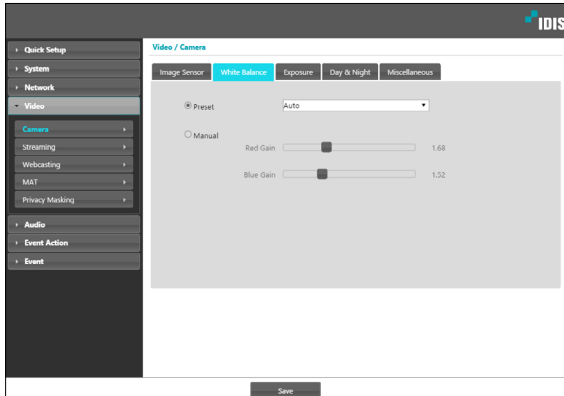 IDIS
Quick Setup
System
Network
Video
Camera
Streaming
Webcasting
MAT
Privacy Masking
Audio
Event Action
Event
Video / Camera
Image Sensor White Balance Exposure Day & Night Miscellaneous
Preset Auto
Manual
Red Gain 1.68
Blue Gain 1.52
Save